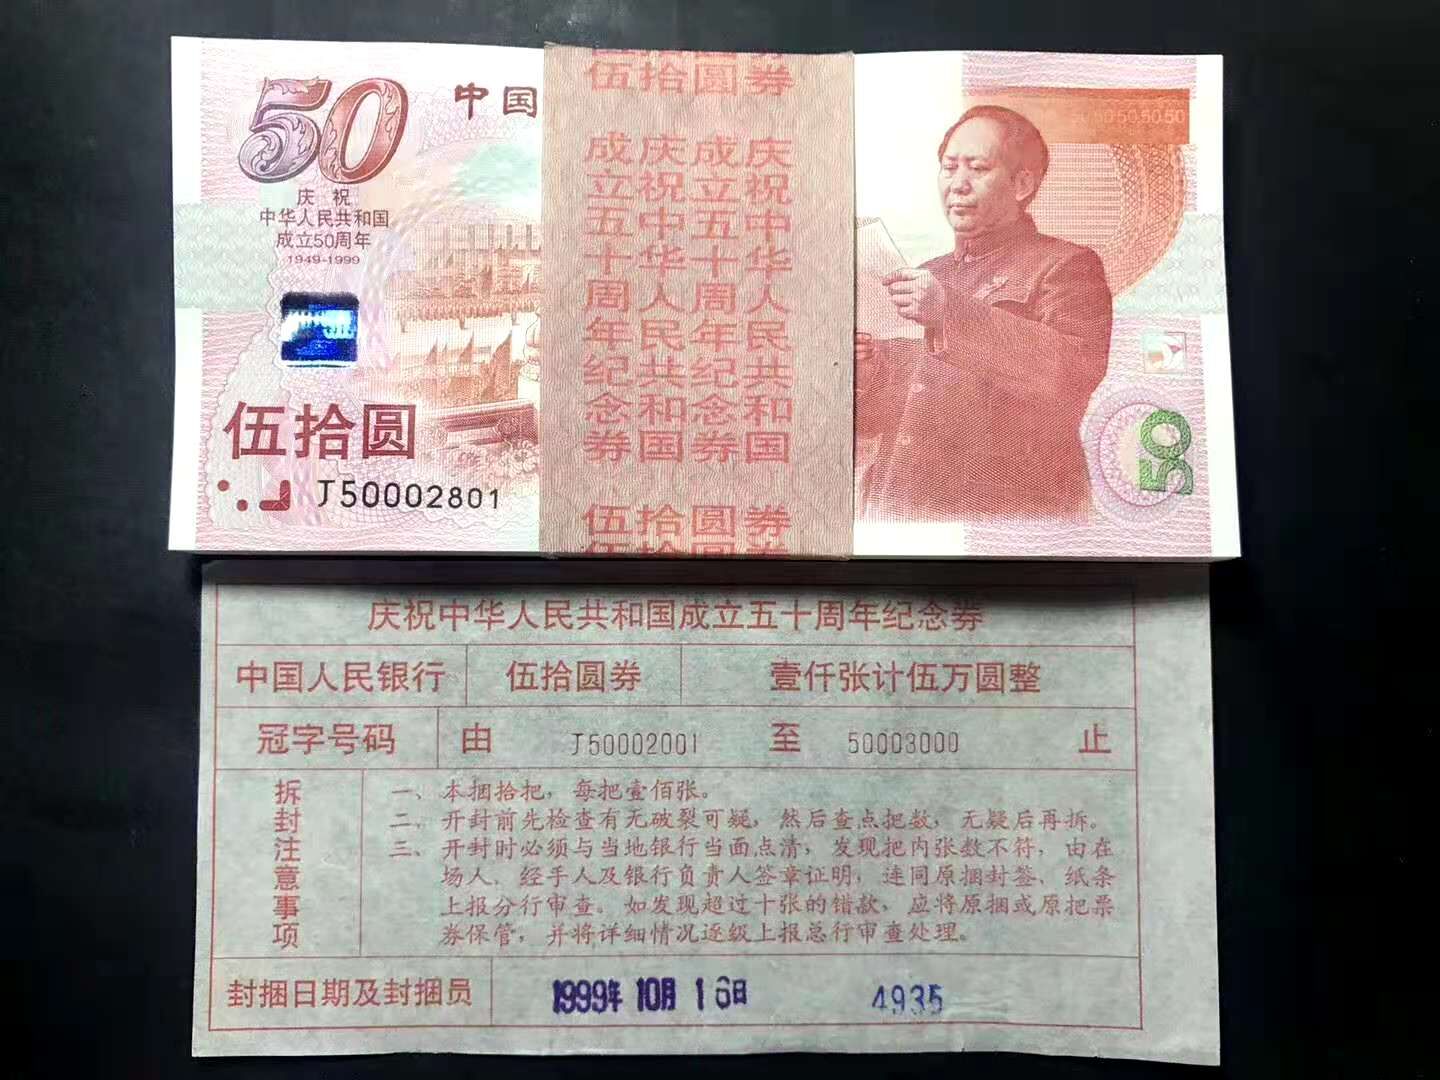 50
中国
庆祝
中华人民共和国
成立50周年
1949-1999
伍拾圆
J50002801
伍拾圆券
庆祝中华人民共和国
成立五十周年纪念券
庆祝中华人民共和国
成立五十周年纪念券
伍拾圆券
50 50 50 50 50
50
庆祝中华人民共和国成立五十周年纪念券
中国人民银行 伍拾圆券 壹仟张计伍万圆整
冠字号码 由 J50002001 至 50003000 止
拆封注意事项
一、本捆拾把，每把壹佰张。
二、开封前先检查有无破裂可疑，然后查点把数，无疑后再拆。
三、开封时必须与当地银行当面点清，发现把内张数不符，由在
场人、经手人及银行负责人签章证明，连同原捆封签、纸条
上报分行审查。如发现超过十张的错款，应将原捆或原把票
券保管，并将详细情况逐级上报总行审查处理。
封捆日期及封捆员 1999年10月16日 4935